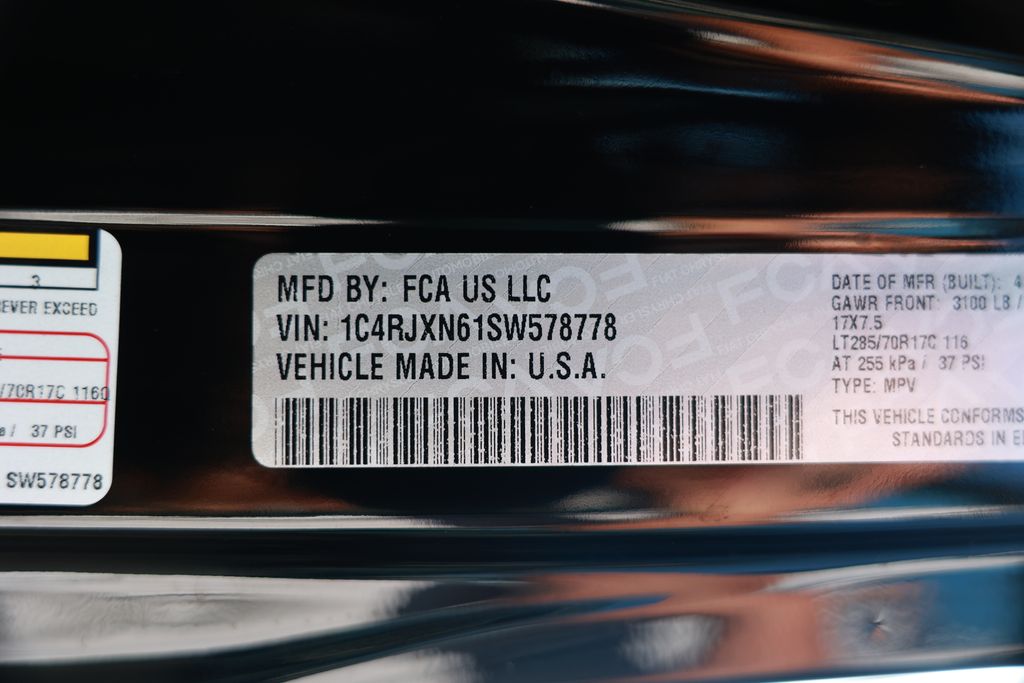 3
EVER EXCEED
/70R17C 116Q
/ 37 PSI
SW578778
MFD BY: FCA US LLC
VIN: 1C4RJXN61SW578778
VEHICLE MADE IN: U.S.A.
DATE OF MFR (BUILT): 4
GAWR FRONT: 3100 LB /
17X7.5
LT285/70R17C 116
AT 255 kPa / 37 PSI
TYPE: MPV
THIS VEHICLE CONFORMS
STANDARDS IN